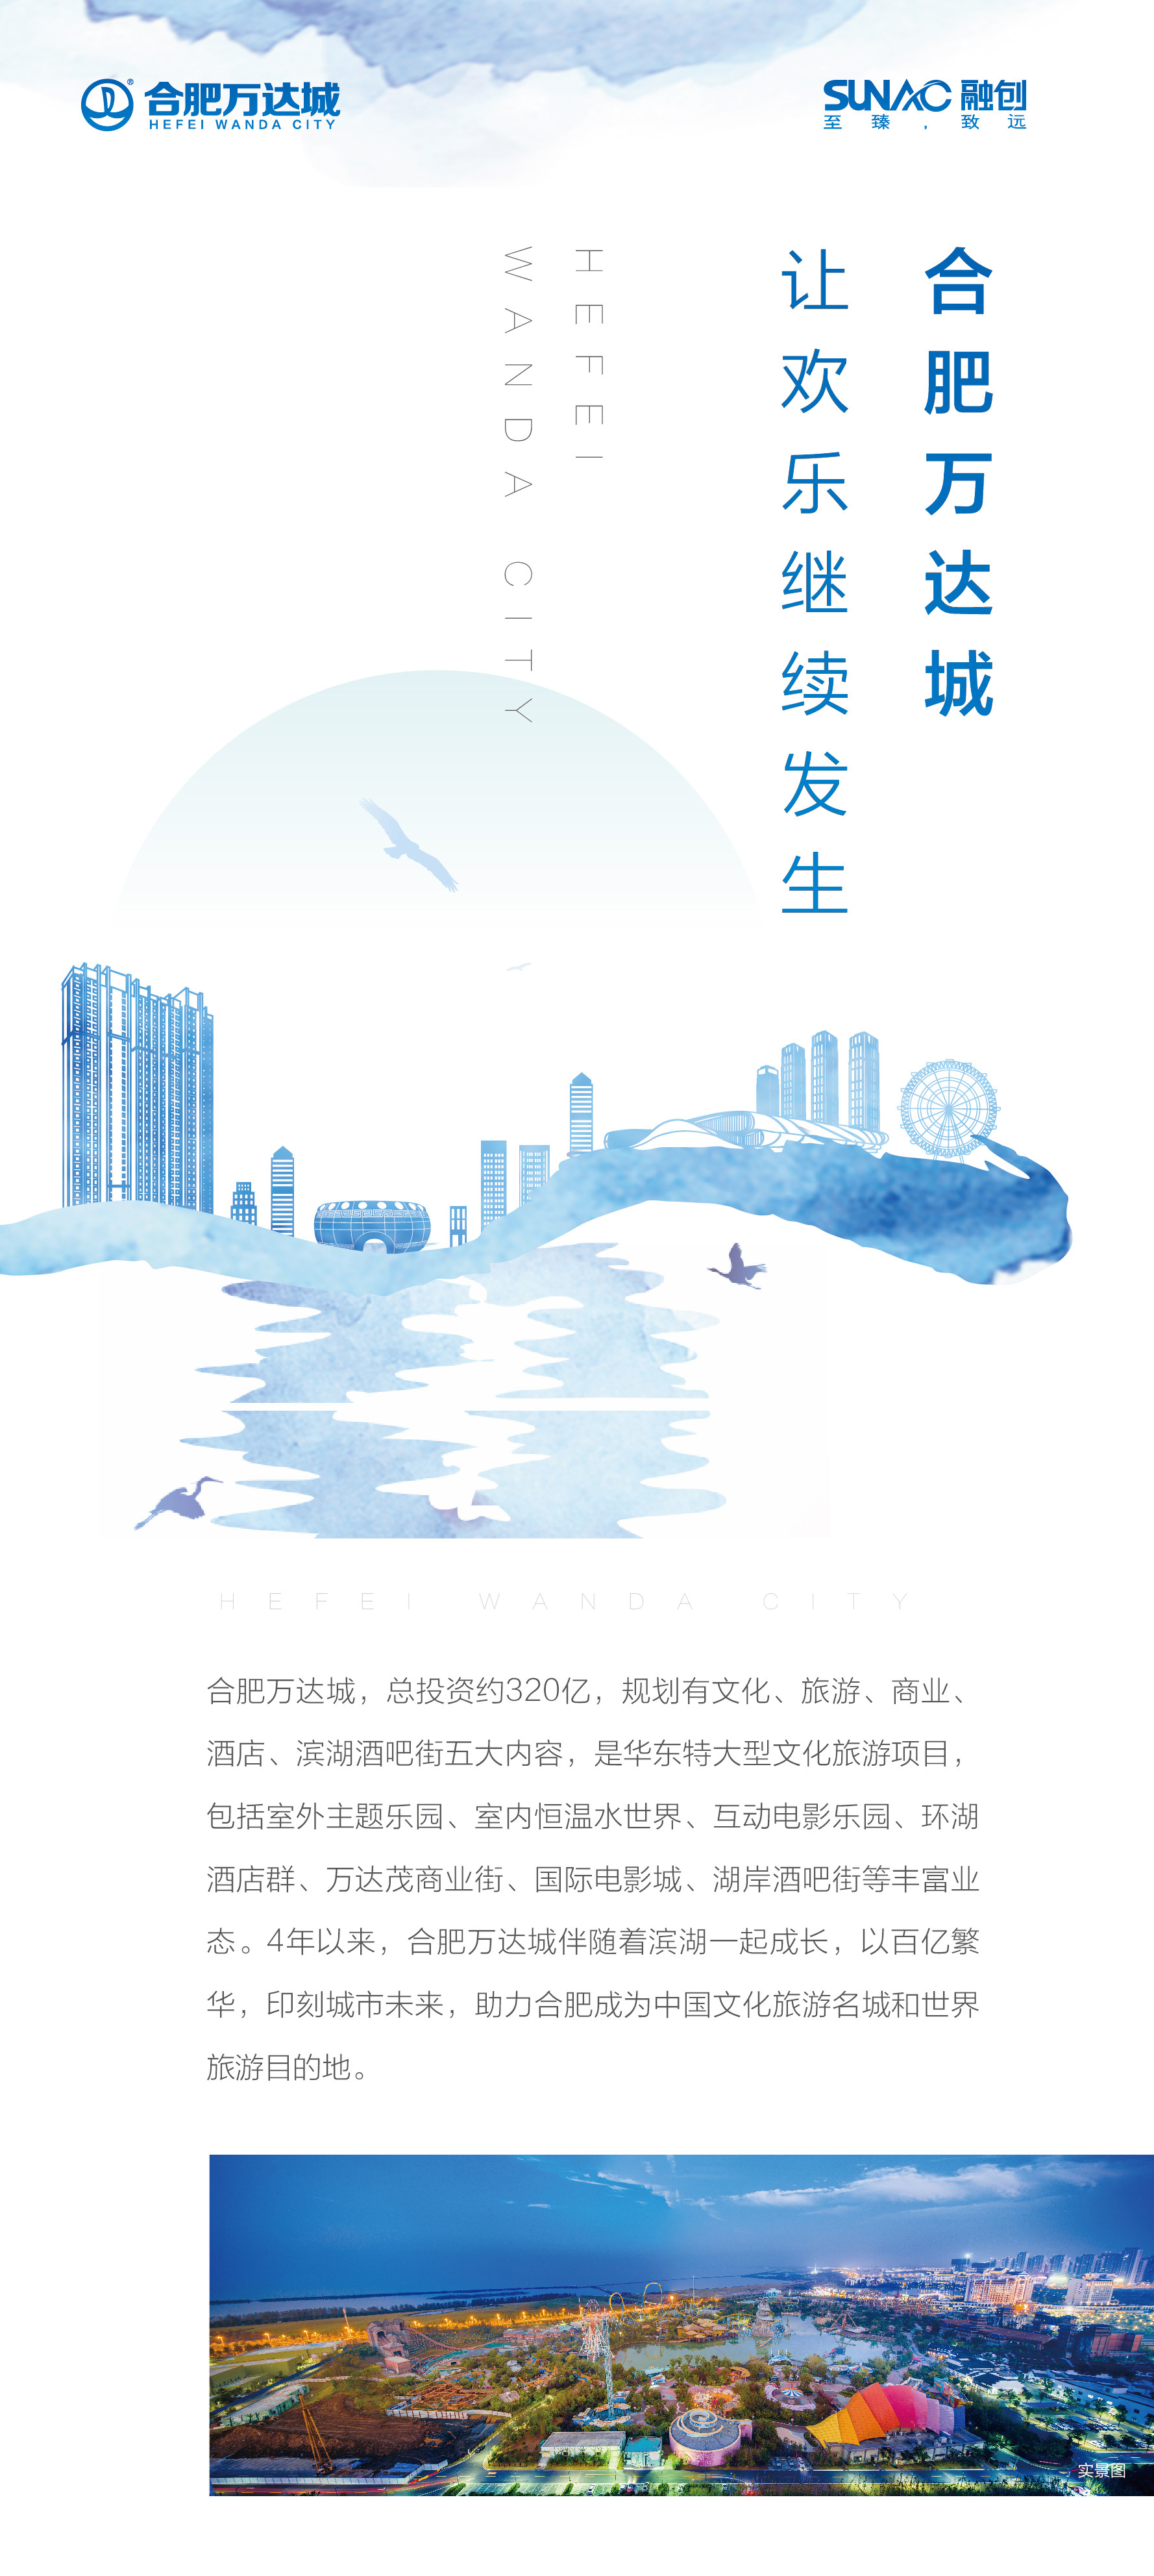 合肥万达城
HEFEI WANDA CITY
SUNAC 融创
至臻，致远
合肥万达城
让欢乐继续发生
HEFEI
WANDA CITY
HEFEI WANDA CITY
合肥万达城，总投资约320亿，规划有文化、旅游、商业、
酒店、滨湖酒吧街五大内容，是华东特大型文化旅游项目，
包括室外主题乐园、室内恒温水世界、互动电影乐园、环湖
酒店群、万达茂商业街、国际电影城、湖岸酒吧街等丰富业
态。4年以来，合肥万达城伴随着滨湖一起成长，以百亿繁
华，印刻城市未来，助力合肥成为中国文化旅游名城和世界
旅游目的地。
实景图